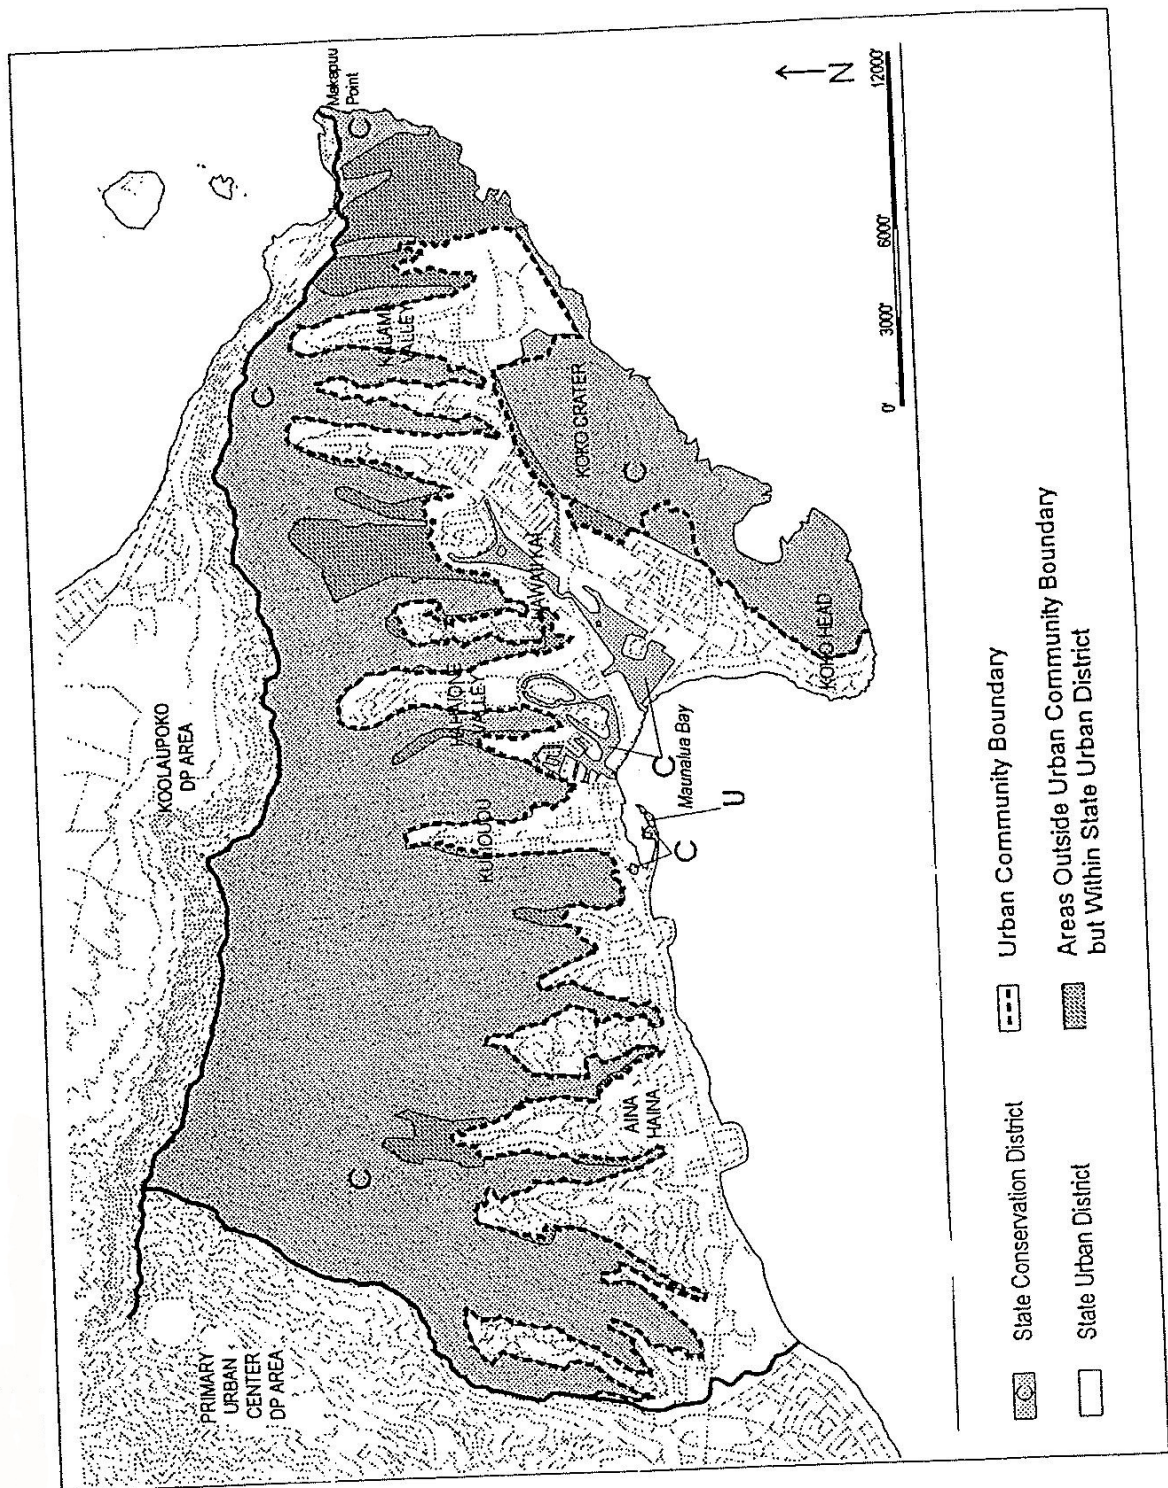 Makapuu
Point
C
N
12000'
6000'
3000'
0'
KALAMA
VALLEY
C
KOKO CRATER
C
HAWAII KAI
KOKO HEAD
HAHAIONE
VALLEY
KOOLAUPOKO
DP AREA
C
Maunalua Bay
U
C
KULIOUOU
AINA
HAINA
C
PRIMARY
URBAN
CENTER
DP AREA
C
State Conservation District
State Urban District
Urban Community Boundary
Areas Outside Urban Community Boundary
but Within State Urban District